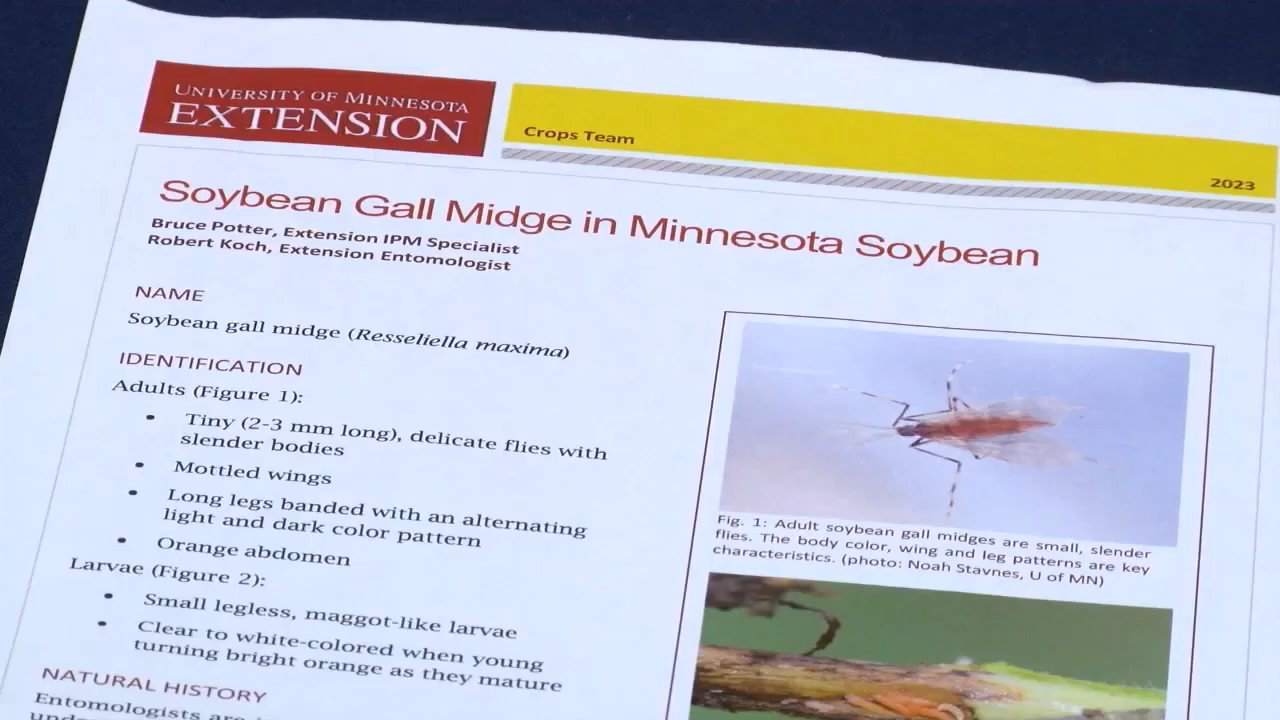 UNIVERSITY OF MINNESOTA
EXTENSION
Crops Team
2023
Soybean Gall Midge in Minnesota Soybean
Bruce Potter, Extension IPM Specialist
Robert Koch, Extension Entomologist
NAME
Soybean gall midge (Resseliella maxima)
IDENTIFICATION
Adults (Figure 1):
• Tiny (2-3 mm long), delicate flies with
slender bodies
• Mottled wings
• Long legs banded with an alternating
light and dark color pattern
• Orange abdomen
Larvae (Figure 2):
• Small legless, maggot-like larvae
• Clear to white-colored when young
turning bright orange as they mature
NATURAL HISTORY
Entomologists are
Fig. 1: Adult soybean gall midges are small, slender
flies. The body color, wing and leg patterns are key
characteristics. (photo: Noah Stavnes, U of MN)